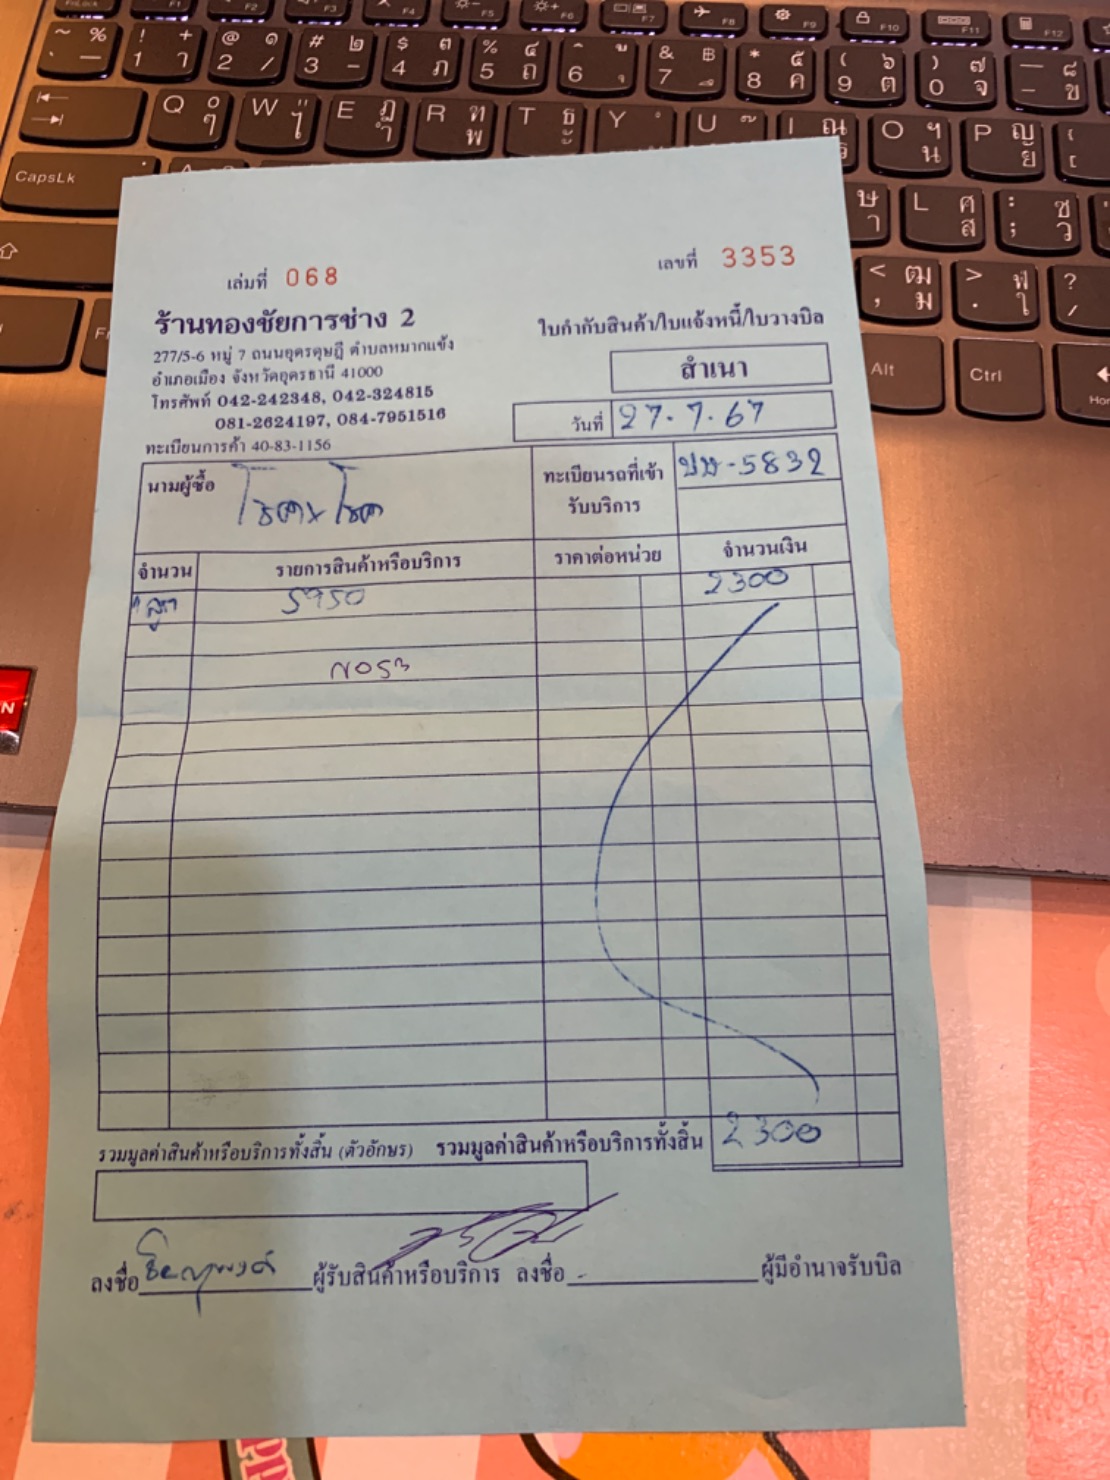 เล่มที่ 068
เลขที่ 3353
ร้านทองชัยการช่าง 2
277/5-6 หมู่ 7 ถนนอุดรดุษฎี ตำบลหมากแข้ง
อำเภอเมือง จังหวัดอุดรธานี 41000
โทรศัพท์ 042-242348, 042-324815
081-2624197, 084-7951516
ทะเบียนการค้า 40-83-1156
ใบกำกับสินค้า/ใบแจ้งหนี้/ใบวางบิล
สำเนา
วันที่ 27.7.67
นามผู้ซื้อ
ทะเบียนรถที่เข้ารับบริการ -5832
จำนวน รายการสินค้าหรือบริการ ราคาต่อหน่วย จำนวนเงิน
1 ลูก 5950 2300
รวมมูลค่าสินค้าหรือบริการทั้งสิ้น (ตัวอักษร) รวมมูลค่าสินค้าหรือบริการทั้งสิ้น 2300
ลงชื่อ ผู้รับสินค้าหรือบริการ ลงชื่อ ผู้มีอำนาจรับบิล
CapsLk
Alt
Ctrl